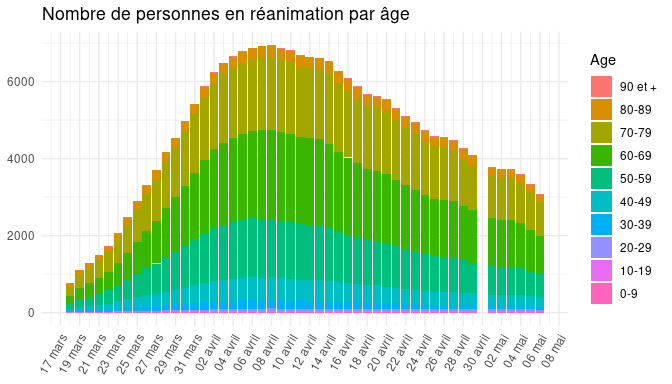 Nombre de personnes en réanimation par âge
6000
4000
2000
0
17 mars
19 mars
21 mars
23 mars
25 mars
27 mars
29 mars
31 mars
02 avril
04 avril
06 avril
08 avril
10 avril
12 avril
14 avril
16 avril
18 avril
20 avril
22 avril
24 avril
26 avril
28 avril
30 avril
02 mai
04 mai
06 mai
08 mai
Age
90 et +
80-89
70-79
60-69
50-59
40-49
30-39
20-29
10-19
0-9